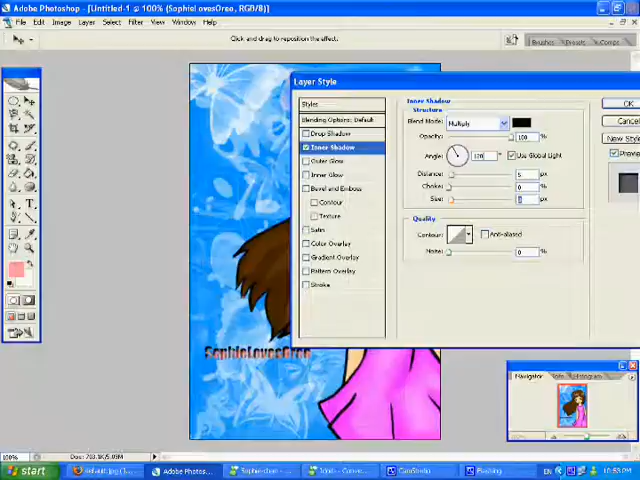 Adobe Photoshop - [Untitled-1 @ 100% (SophieLovesOreo, RGB/8)]
File Edit Image Layer Select Filter View Window Help
Click and drag to reposition the effect.
Brushes Presets Comps
Layer Style
Styles
Blending Options: Default
Drop Shadow
Inner Shadow
Outer Glow
Inner Glow
Bevel and Emboss
Contour
Texture
Satin
Color Overlay
Gradient Overlay
Pattern Overlay
Stroke
Inner Shadow
Structure
Blend Mode: Multiply
Opacity: 100 %
Angle: 120 ° Use Global Light
Distance: 5 px
Choke: 0 %
Size: px
Quality
Contour: Anti-aliased
Noise: 0 %
OK
Cancel
New Style
Preview
SophieLovesOreo
Navigator Info Histogram
100%
100% Doc: 703.1K/5.05M
start default.jpg (... Adobe Photos... CamStudio EN 10:53 PM